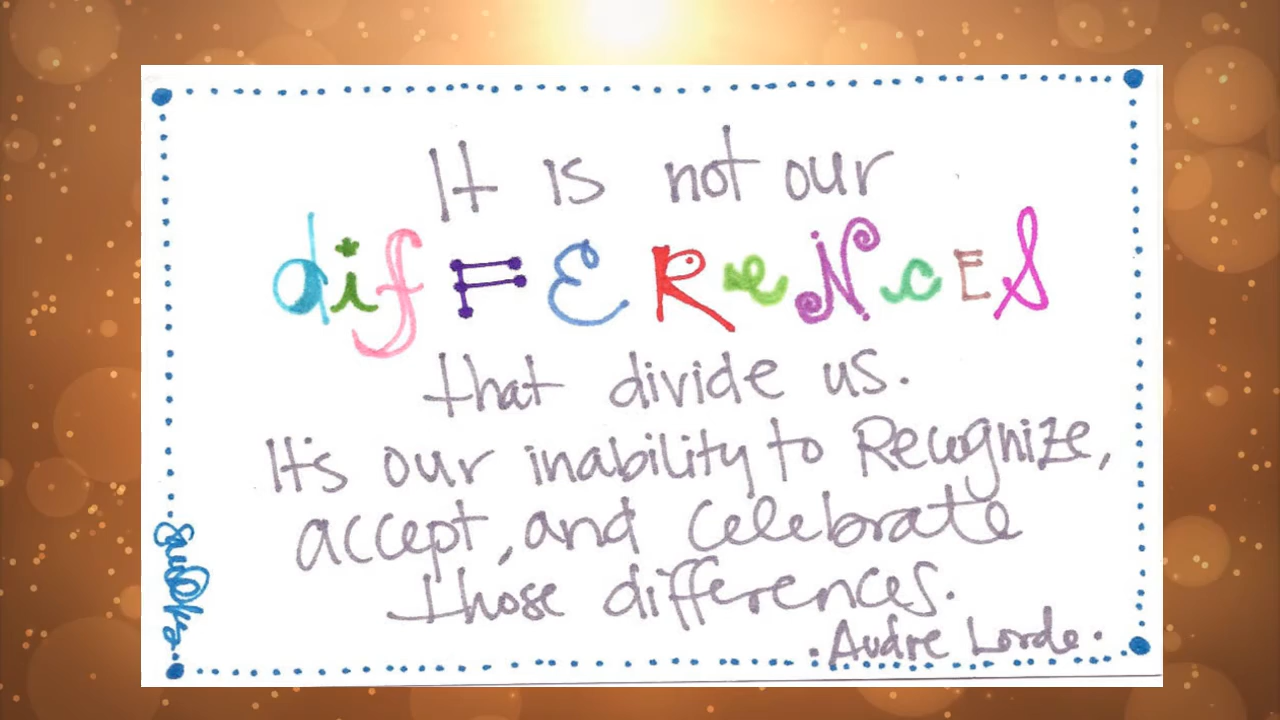 It is not our
difFEReNcES
that divide us.
It's our inability to Recognize,
accept, and celebrate
those differences.
. Audre Lorde .